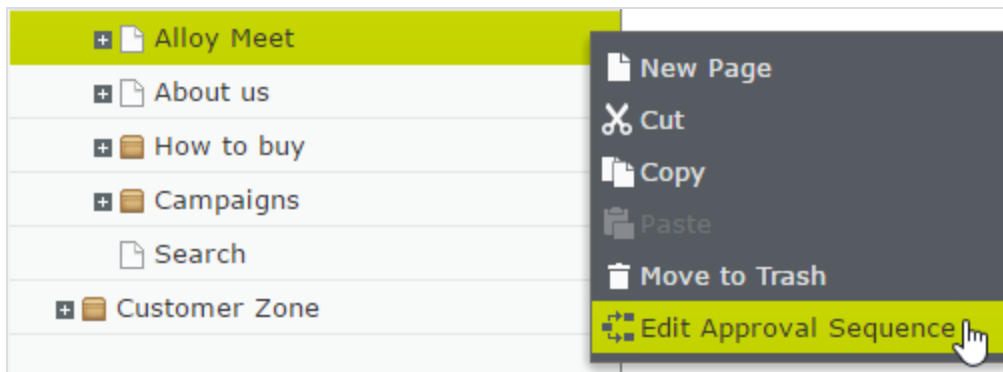 Alloy Meet
About us
How to buy
Campaigns
Search
Customer Zone
New Page
Cut
Copy
Paste
Move to Trash
Edit Approval Sequence